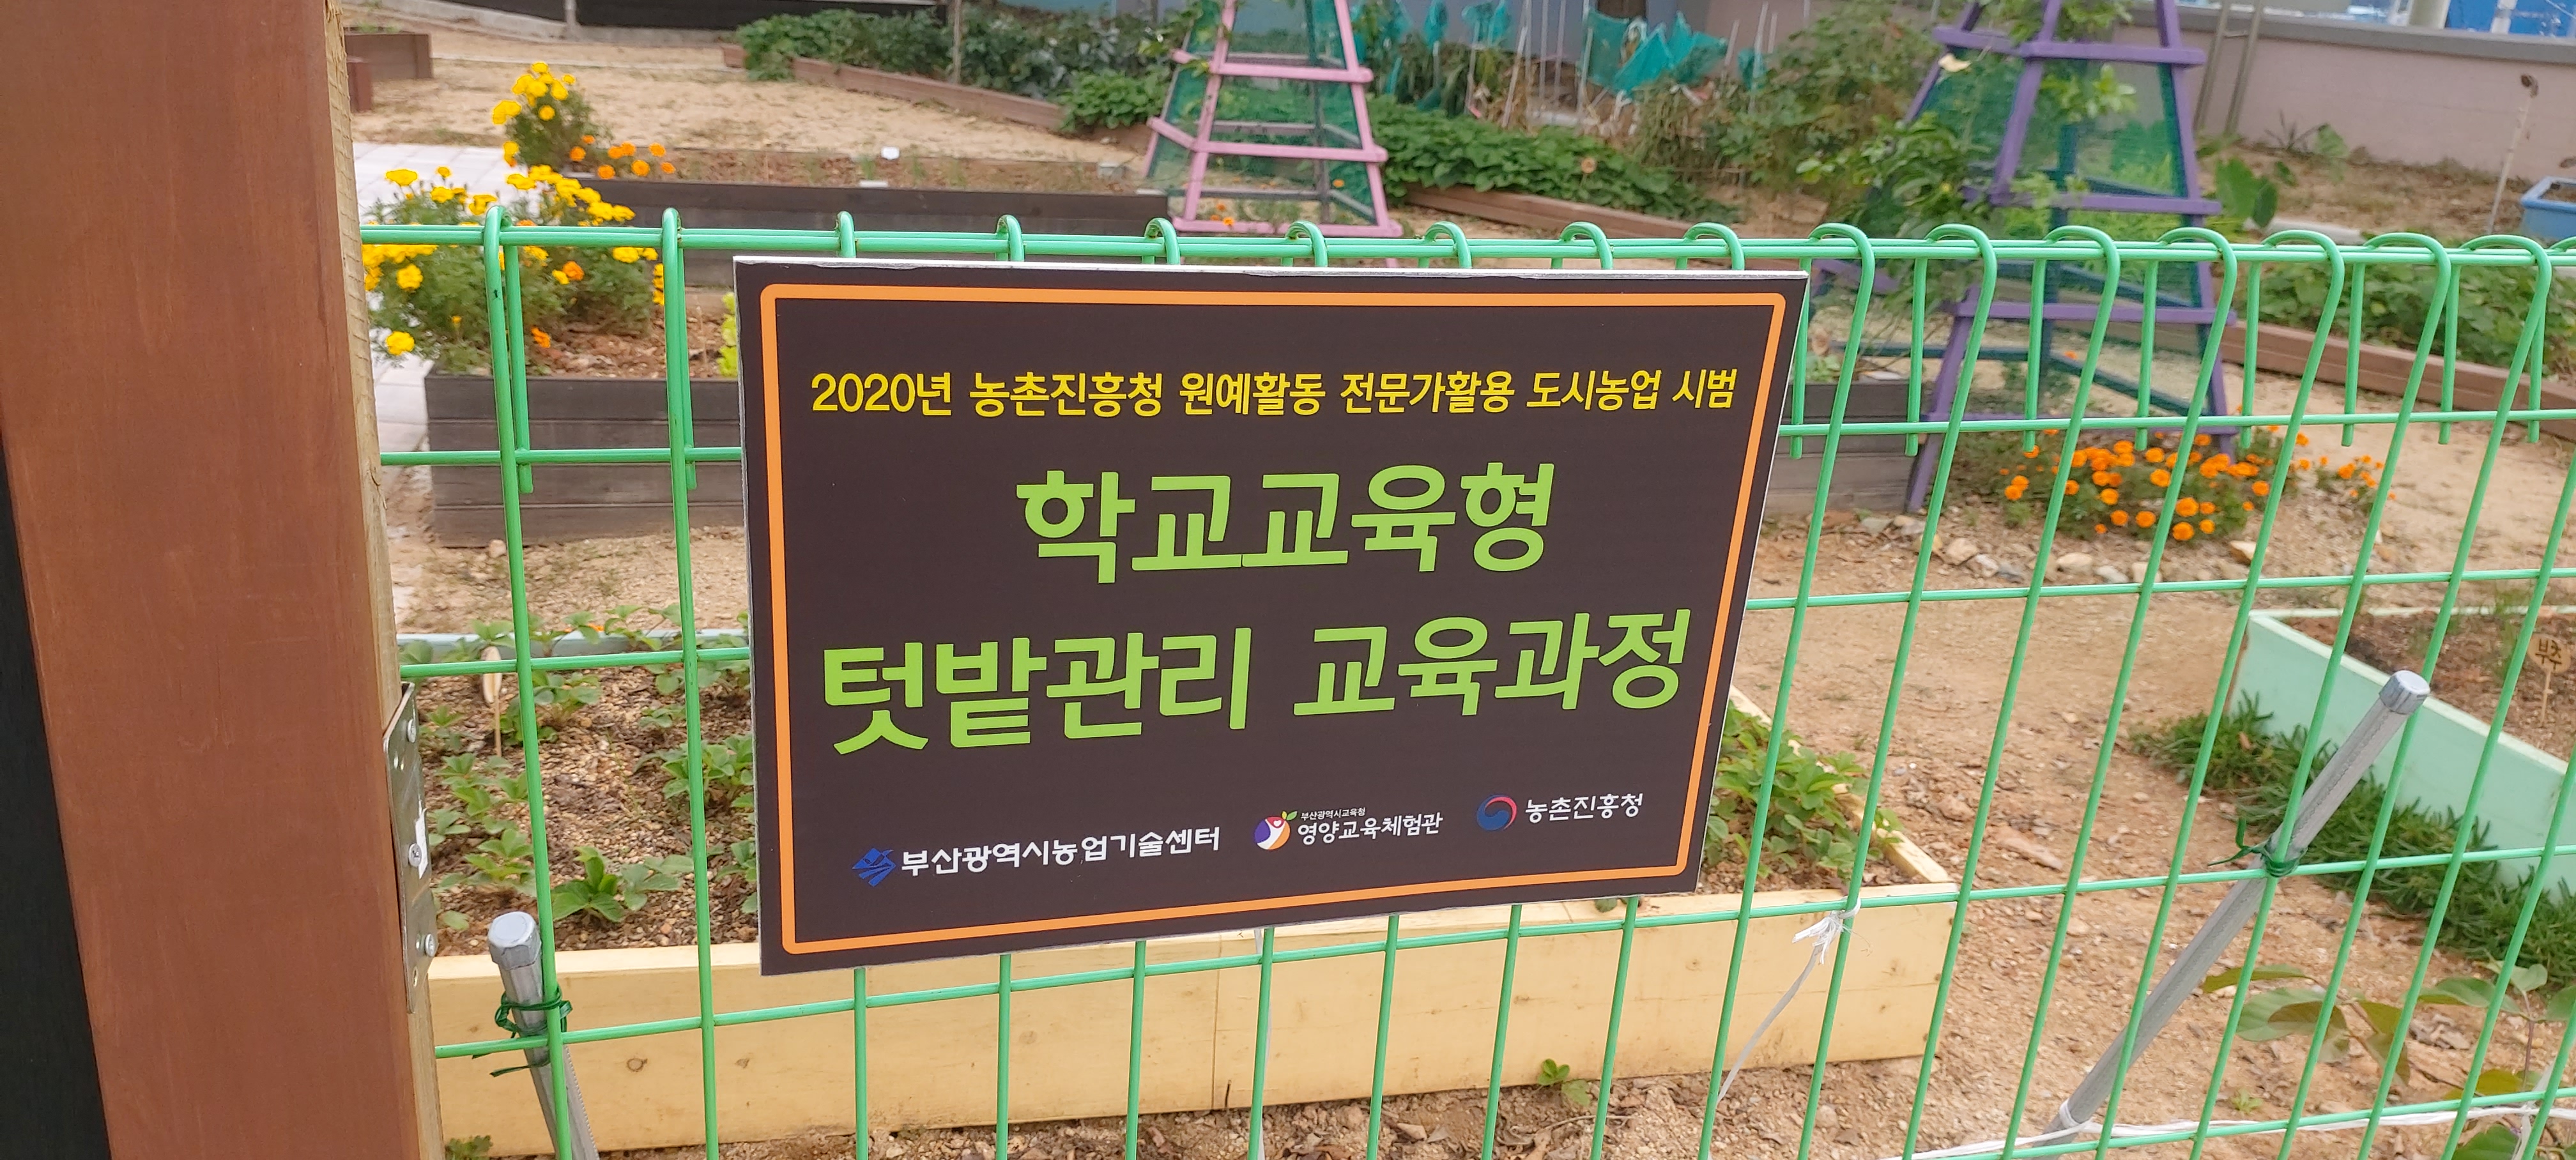 2020년 농촌진흥청 원예활동 전문가활용 도시농업 시범
학교교육형
텃밭관리 교육과정
부산광역시농업기술센터
부산광역시교육청
영양교육체험관
농촌진흥청
부추